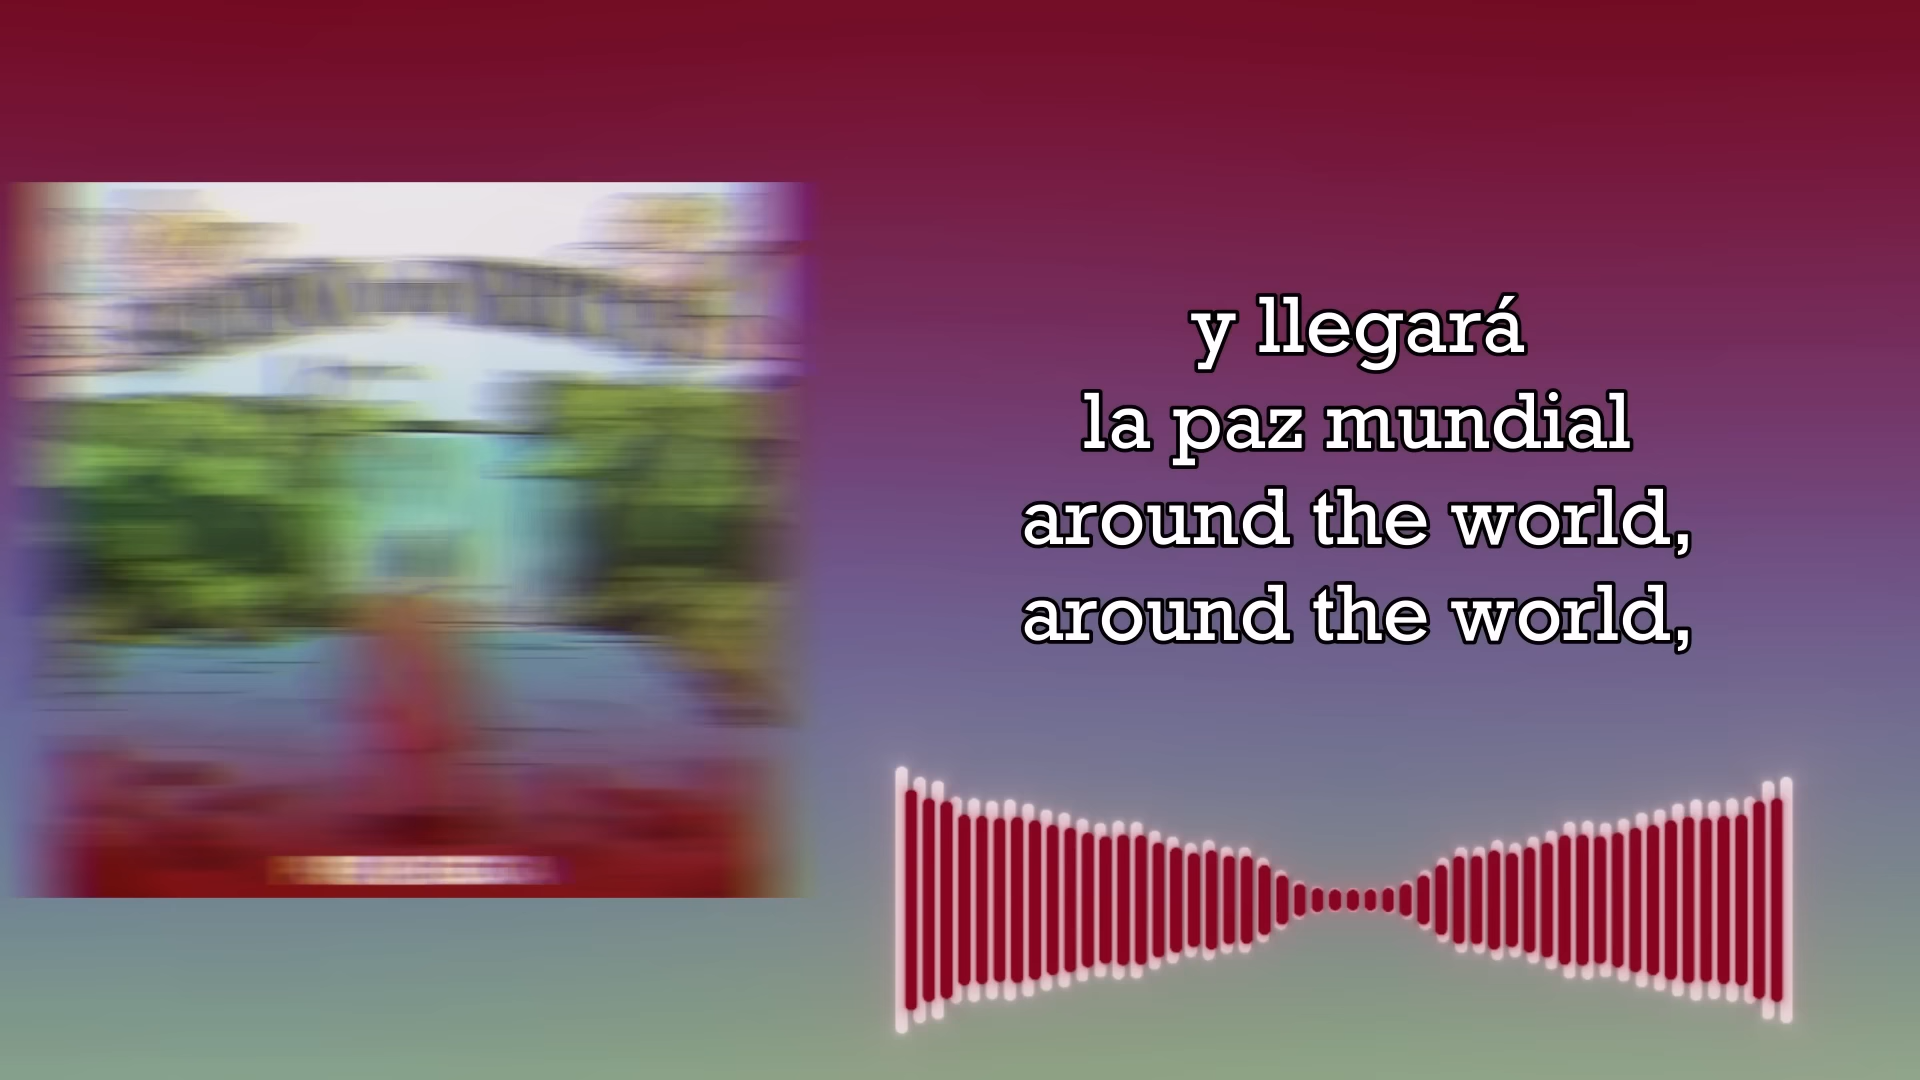 y llegará
la paz mundial
around the world,
around the world,